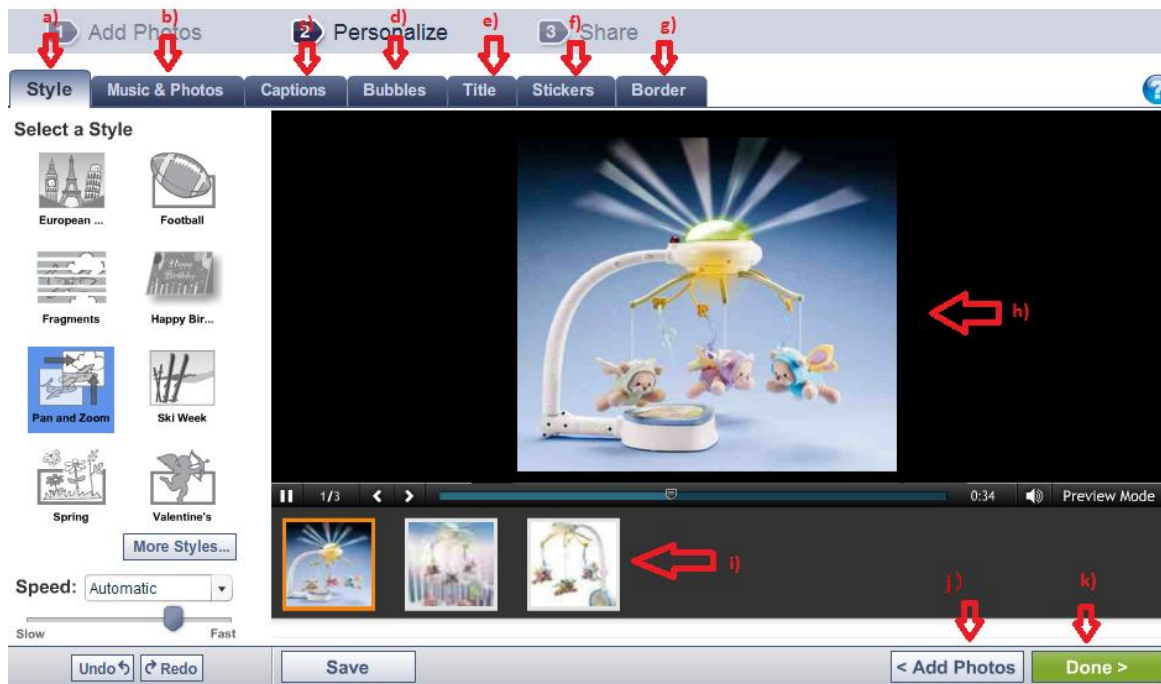 a) b) c) d) e) f) g)
1 Add Photos 2 Personalize 3 Share
Style Music & Photos Captions Bubbles Title Stickers Border ?
Select a Style
European ... Football
Fragments Happy Bir...
Happy
Birthday
Pan and Zoom Ski Week
Spring Valentine's
More Styles...
Speed: Automatic
Slow Fast
Undo Redo
h)
1/3 0:34 Preview Mode
i)
j) k)
Save < Add Photos Done >